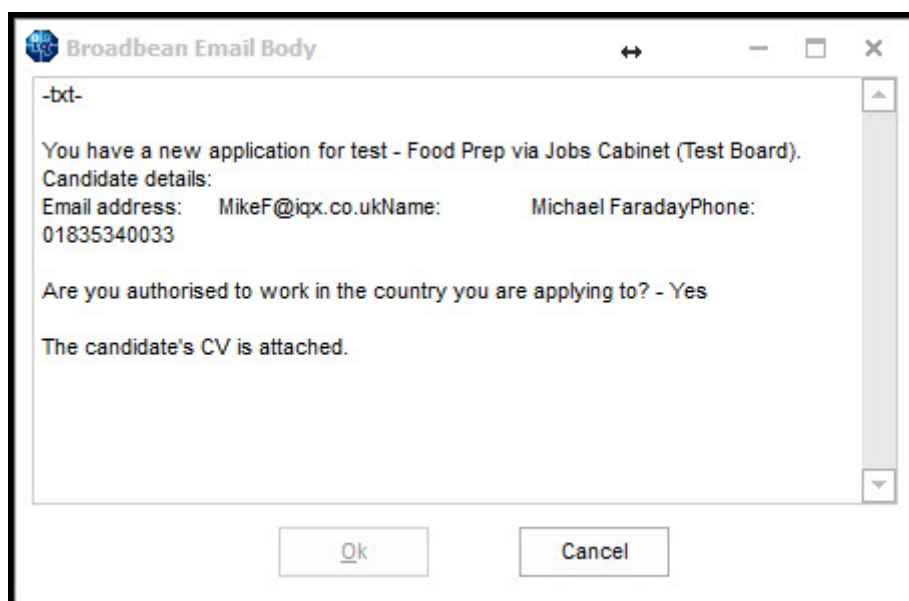 Broadbean Email Body
-txt-
You have a new application for test - Food Prep via Jobs Cabinet (Test Board).
Candidate details:
Email address: MikeF@iqx.co.ukName: Michael FaradayPhone:
01835340033
Are you authorised to work in the country you are applying to? - Yes
The candidate's CV is attached.
Ok Cancel